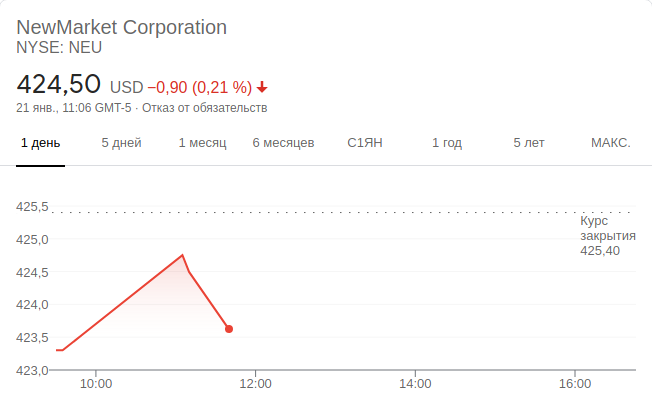 NewMarket Corporation
NYSE: NEU
424,50 USD −0,90 (0,21 %)
21 янв., 11:06 GMT-5 · Отказ от обязательств
1 день 5 дней 1 месяц 6 месяцев С1ЯН 1 год 5 лет МАКС.
425,5
Курс
закрытия
425,40
425,0
424,5
424,0
423,5
423,0
10:00 12:00 14:00 16:00